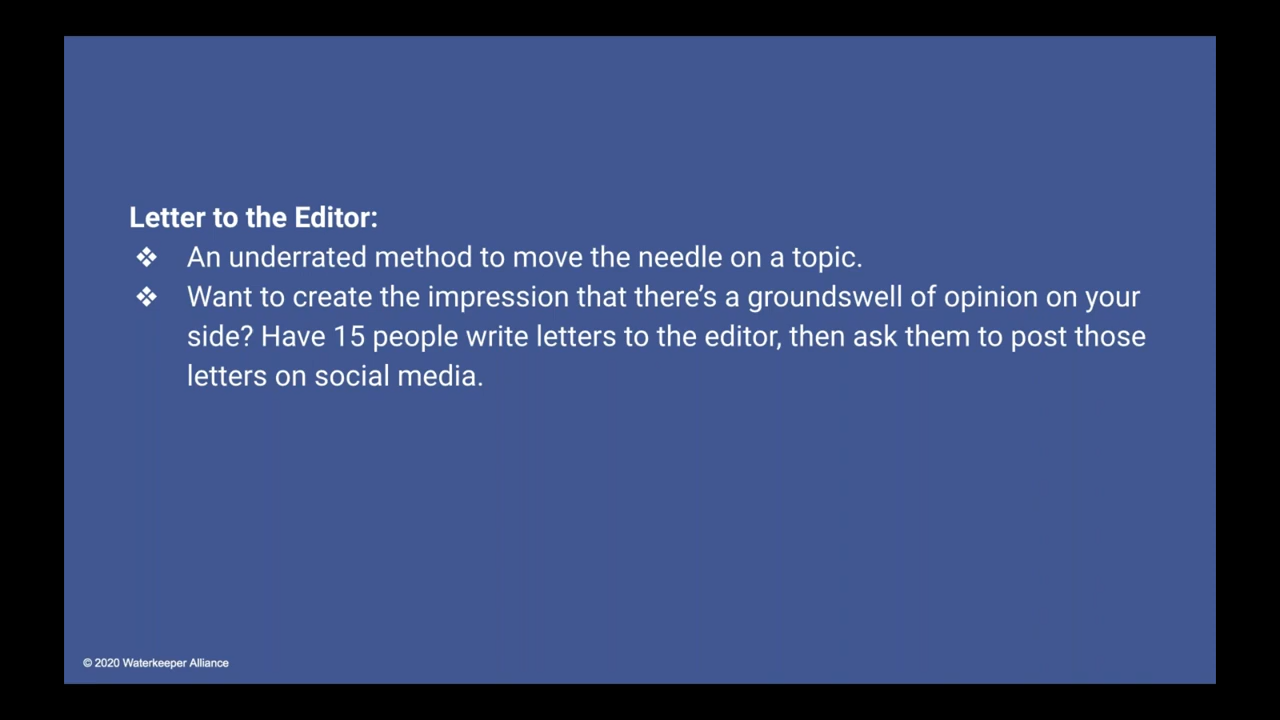 Letter to the Editor:
❖ An underrated method to move the needle on a topic.
❖ Want to create the impression that there’s a groundswell of opinion on your
side? Have 15 people write letters to the editor, then ask them to post those
letters on social media.
© 2020 Waterkeeper Alliance